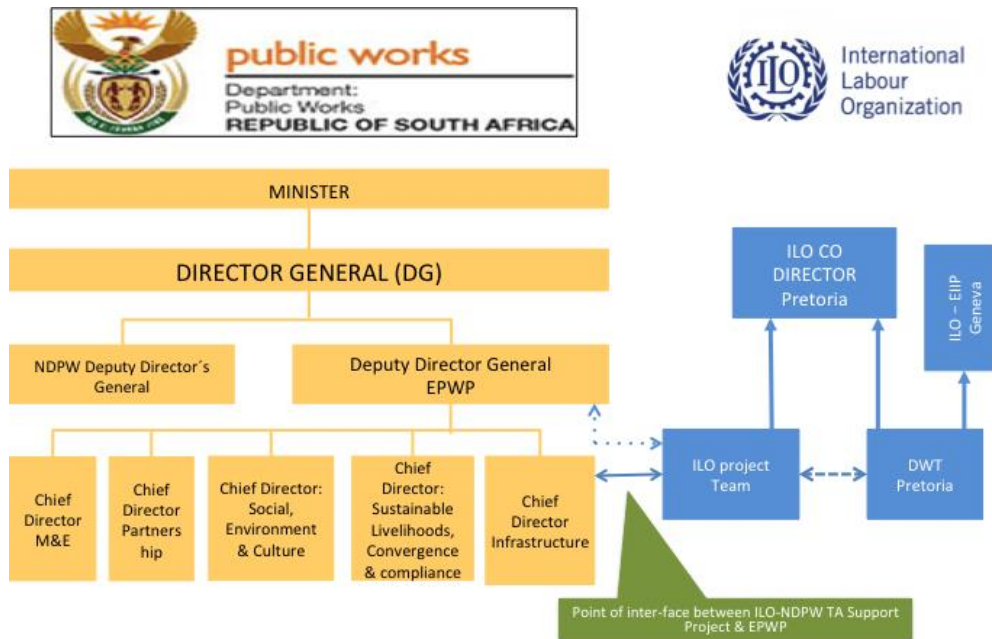 public works
Department:
Public Works
REPUBLIC OF SOUTH AFRICA
ILO
International
Labour
Organization
MINISTER
DIRECTOR GENERAL (DG)
NDPW Deputy Director´s
General
Deputy Director General
EPWP
Chief
Director
M&E
Chief
Director
Partners
hip
Chief Director:
Social,
Environment
& Culture
Chief
Director:
Sustainable
Livelihoods,
Convergence
& compliance
Chief
Director
Infrastructure
ILO CO
DIRECTOR
Pretoria
ILO – EIIP
Geneva
ILO project
Team
DWT
Pretoria
Point of inter-face between ILO-NDPW TA Support
Project & EPWP